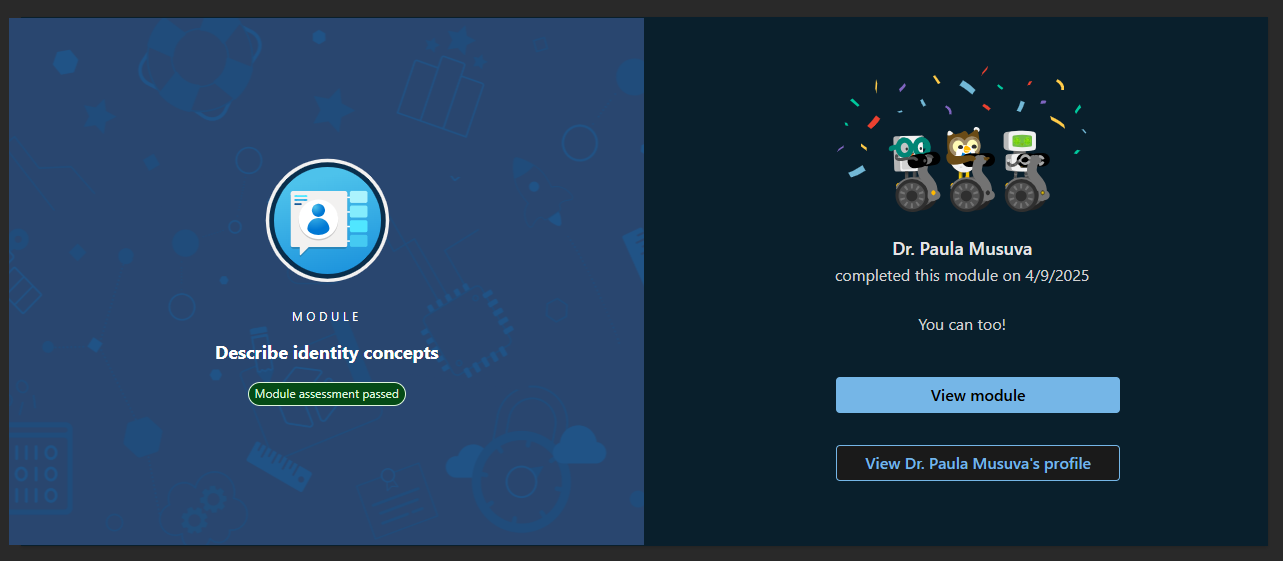 MODULE
Describe identity concepts
Module assessment passed
Dr. Paula Musuva
completed this module on 4/9/2025
You can too!
View module
View Dr. Paula Musuva's profile